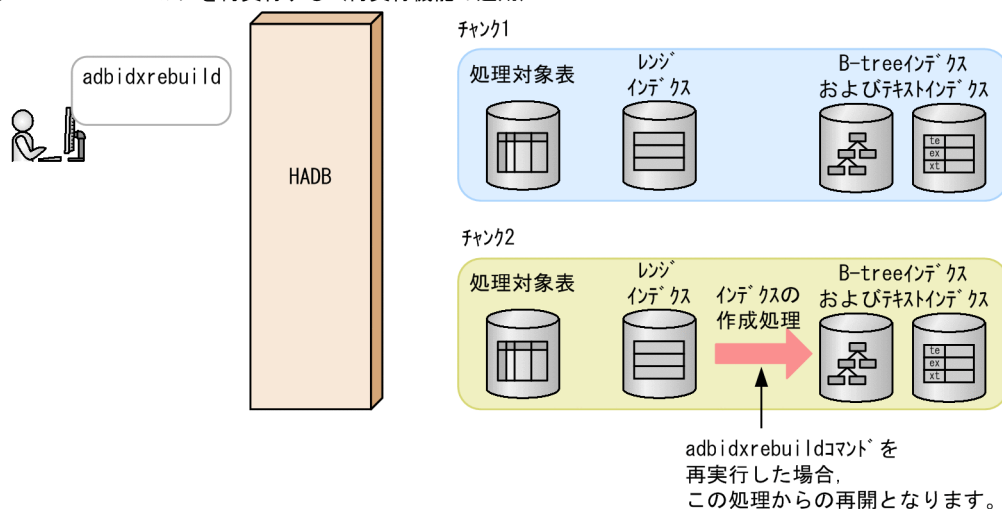 チャンク1
adbidxrebuild
HADB
処理対象表
レンジ
インデクス
B-treeインデクス
およびテキストインデクス
te
ex
xt
チャンク2
処理対象表
レンジ
インデクス
インデクスの
作成処理
B-treeインデクス
およびテキストインデクス
te
ex
xt
adbidxrebuildコマンドを
再実行した場合,
この処理からの再開となります。